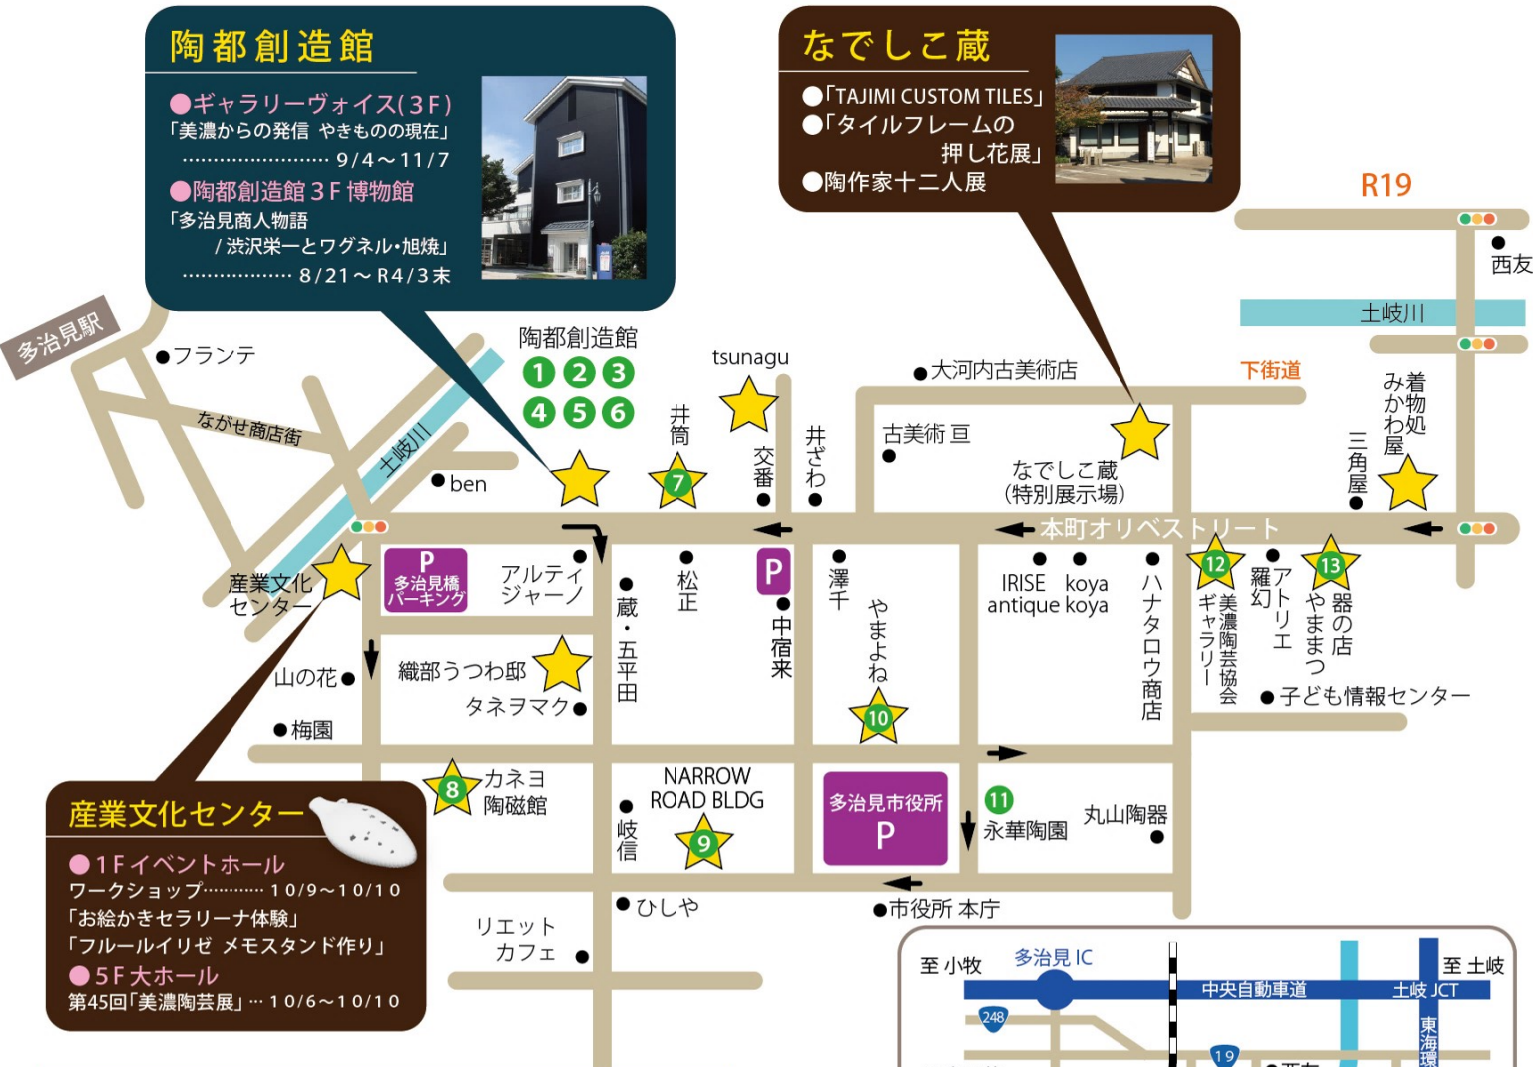 陶都創造館
●ギャラリーヴォイス(3F)
「美濃からの発信 やきものの現在」
……………………9/4～11/7
●陶都創造館3F博物館
「多治見商人物語
/渋沢栄一とワグネル・旭焼」
………………8/21～R4/3末
なでしこ蔵
●「TAJIMI CUSTOM TILES」
●「タイルフレームの
押し花展」
●陶作家十二人展
R19
西友
土岐川
下街道
多治見駅
フランテ
ながせ商店街
土岐川
ben
陶都創造館
1 2 3
4 5 6
井筒
7
tsunagu
交番
井ざわ
大河内古美術店
古美術 亘
なでしこ蔵
(特別展示場)
三角屋
着物処
みかわ屋
本町オリベストリート
産業文化
センター
P
多治見橋
パーキング
アルティ
ジャーノ
蔵・五平田
松正
P
中宿来
澤千
やまよね
10
IRISE
antique
koya
koya
ハナタロウ商店
12
美濃陶芸協会
ギャラリー
アトリエ
羅幻
13
器の店
やままつ
子ども情報センター
山の花
織部うつわ邸
タネヲマク
梅園
8
カネヨ
陶磁館
NARROW
ROAD BLDG
9
岐信
多治見市役所
P
11
永華陶園
丸山陶器
ひしや
市役所 本庁
リエット
カフェ
産業文化センター
●1Fイベントホール
ワークショップ…………10/9～10/10
「お絵かきセラリーナ体験」
「フルールイリゼ メモスタンド作り」
●5F大ホール
第45回「美濃陶芸展」…10/6～10/10
至 小牧
多治見IC
至 土岐
中央自動車道
土岐JCT
248
19
東海環